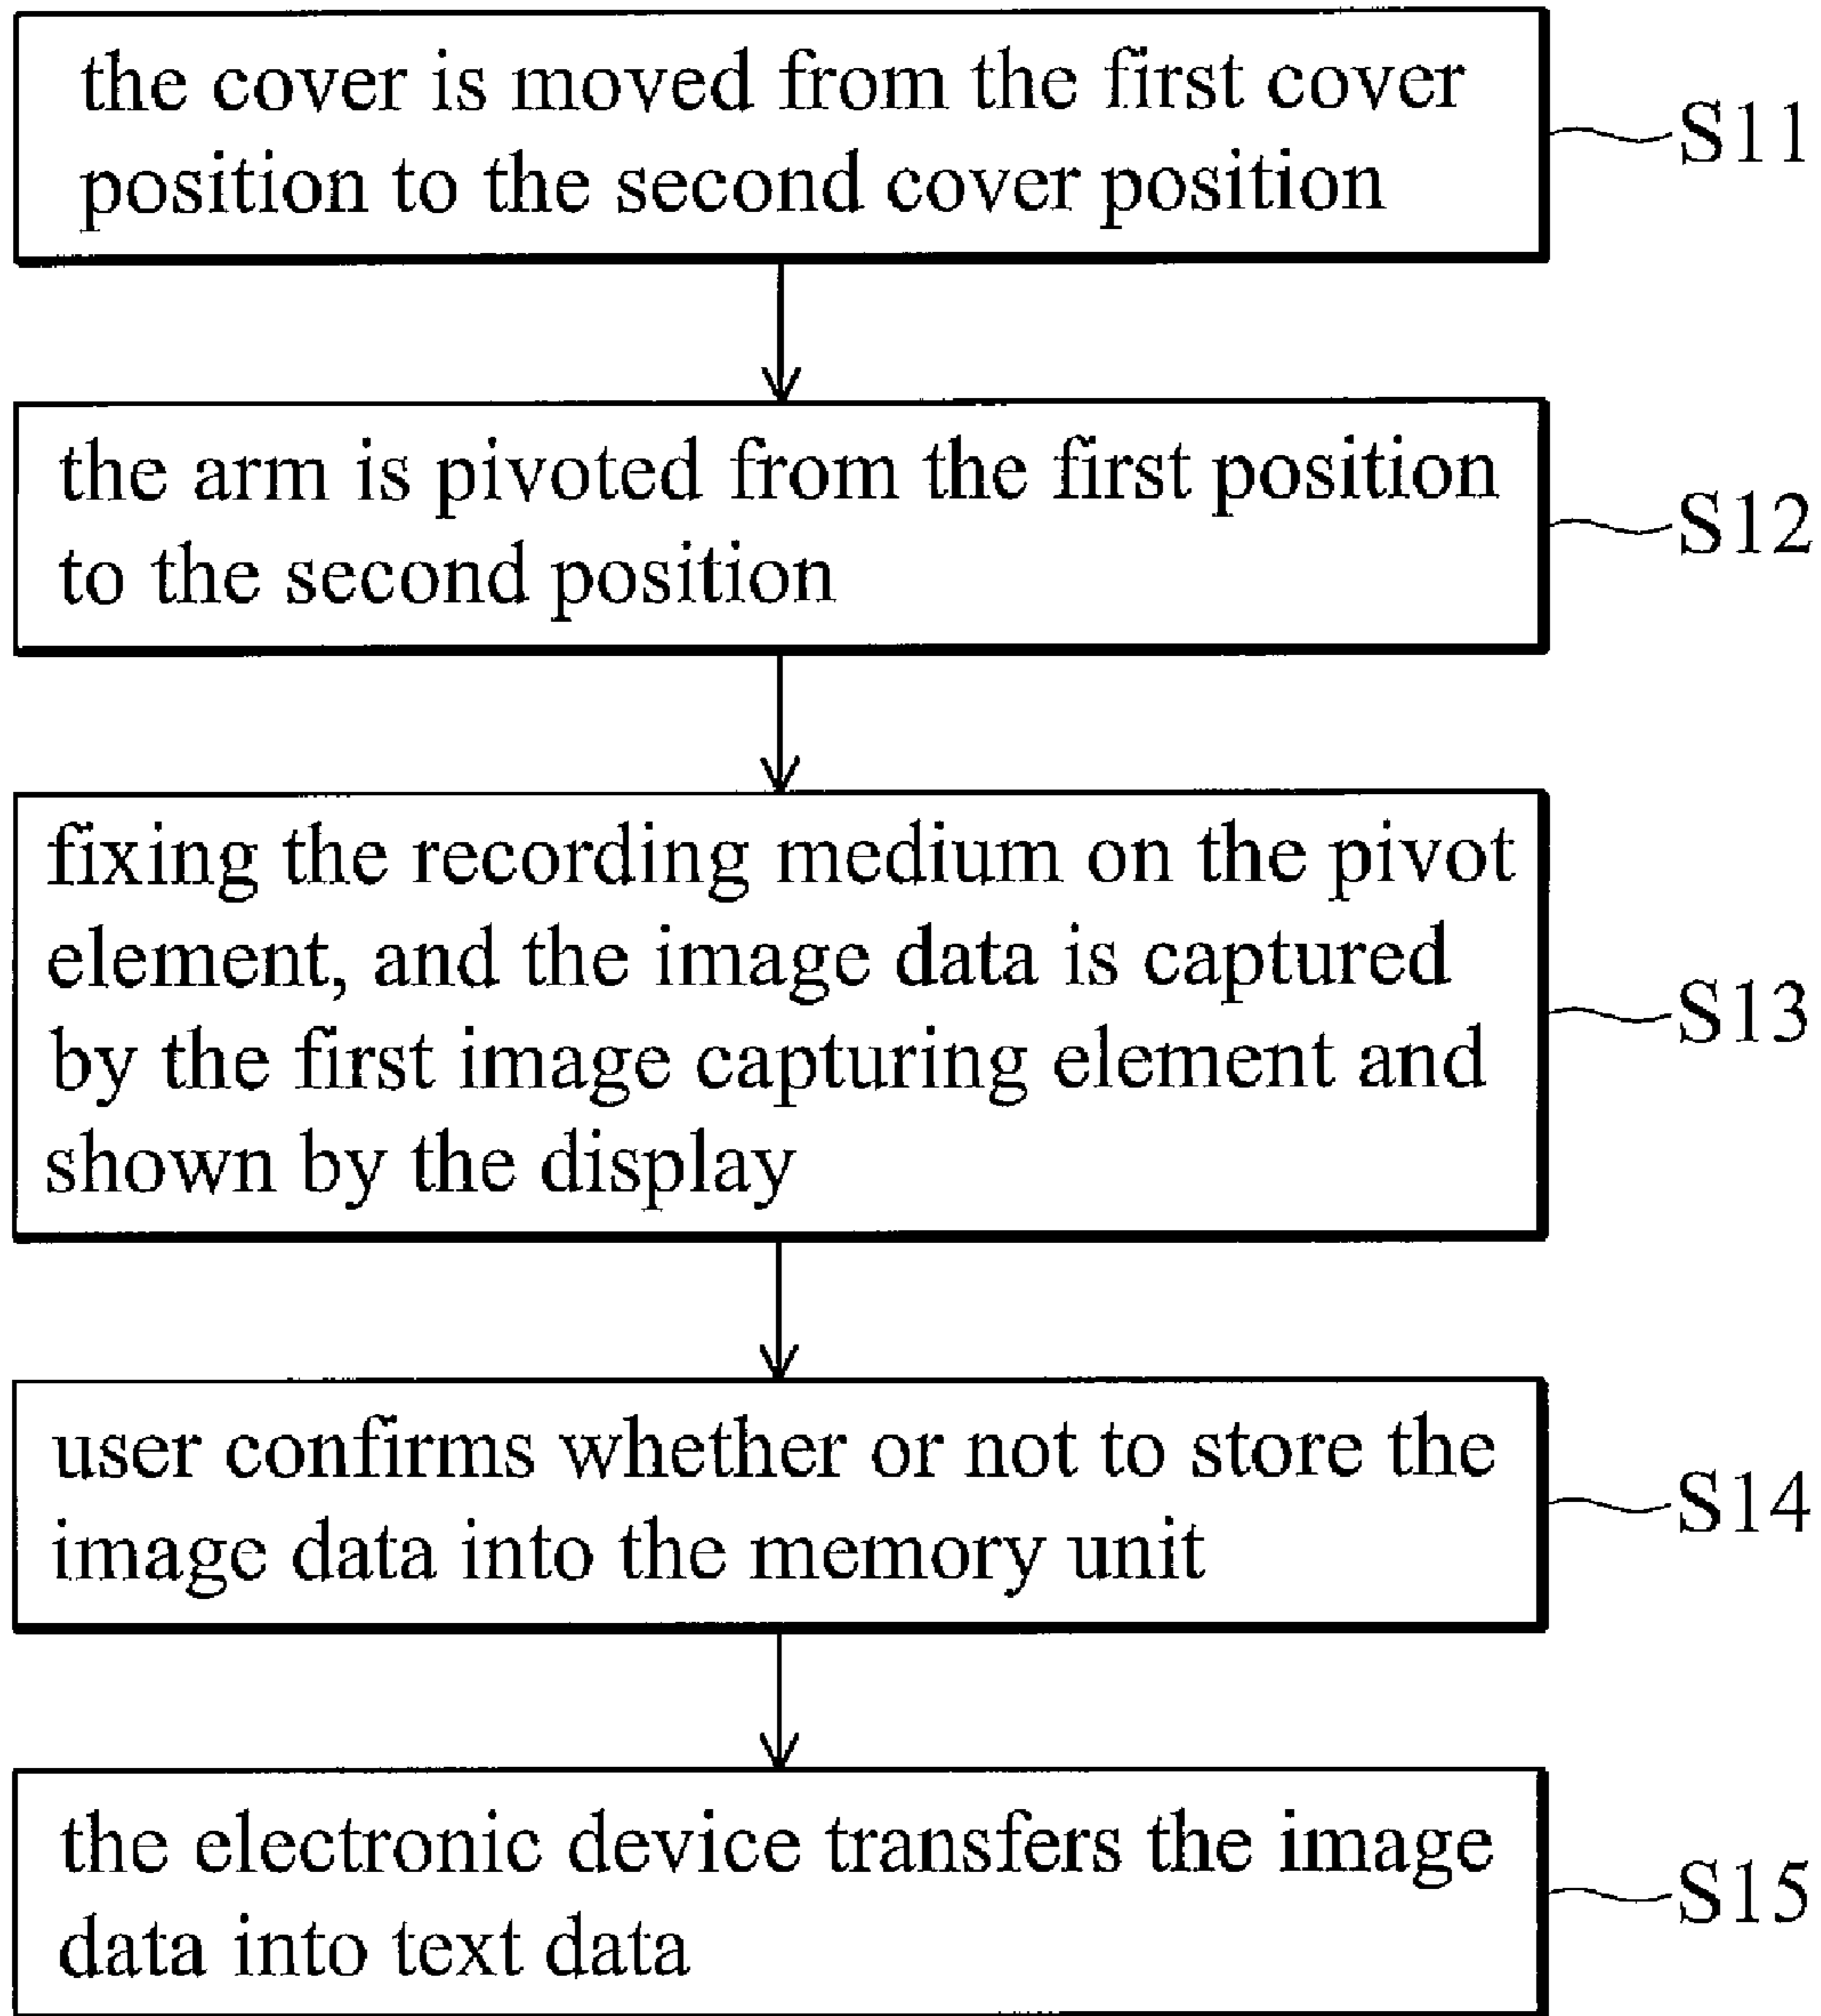 the cover is moved from the first cover
position to the second cover position
S11
the arm is pivoted from the first position
to the second position
S12
fixing the recording medium on the pivot
element, and the image data is captured
by the first image capturing element and
shown by the display
S13
user confirms whether or not to store the
image data into the memory unit
S14
the electronic device transfers the image
data into text data
S15